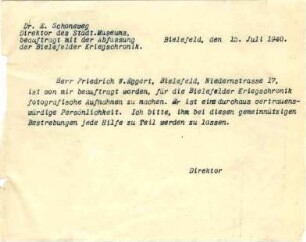 Dr. E. Schoneweg
Direktor des Städt.Museums,
beauftragt mit der Abfassung
der Bielefelder Kriegschronik.
Bielefeld, den 15. Juli 1940.
Herr Friedrich W.Eggert, Bielefeld, Niedernstrasse 17,
ist von mir beauftragt worden, für die Bielefelder Kriegschronik
fotografische Aufnahmen zu machen. Er ist eine durchaus vertrauens-
würdige Persönlichkeit. Ich bitte, ihm bei diesen gemeinnützigen
Bestrebungen jede Hilfe zu Teil werden zu lassen.
Direktor